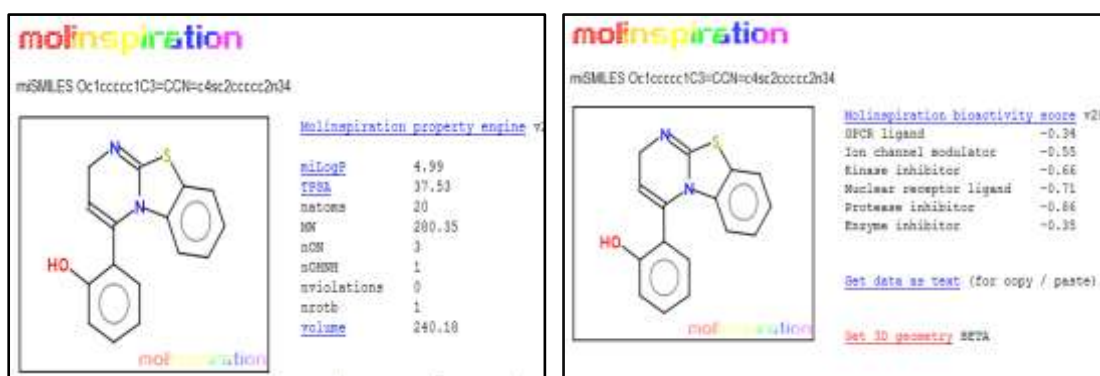 molinspiration
miSMILES Oc1ccccc1C3=CCN=c4sc2ccccc2n34
Molinspiration property engine
miLogP 4.99
TPSA 37.53
natoms 20
MW 280.35
nON 3
nOHNH 1
nviolations 0
nrotb 1
volume 240.18
N
S
N
HO
molinspiration
molinspiration
miSMILES Oc1ccccc1C3=CCN=c4sc2ccccc2n34
Molinspiration bioactivity score
GPCR ligand -0.34
Ion channel modulator -0.55
Kinase inhibitor -0.66
Nuclear receptor ligand -0.71
Protease inhibitor -0.86
Enzyme inhibitor -0.35
Get data as text (for copy / paste)
Get 3D geometry BETA
N
S
N
HO
molinspiration